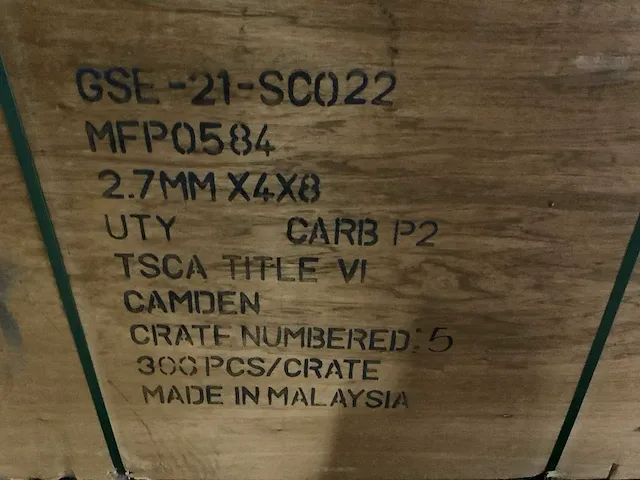 GSE-21-SC022
MFP0584
2.7MM X4X8
UTY CARB P2
TSCA TITLE VI
CAMDEN
CRATE NUMBERED: 5
300 PCS/CRATE
MADE IN MALAYSIA